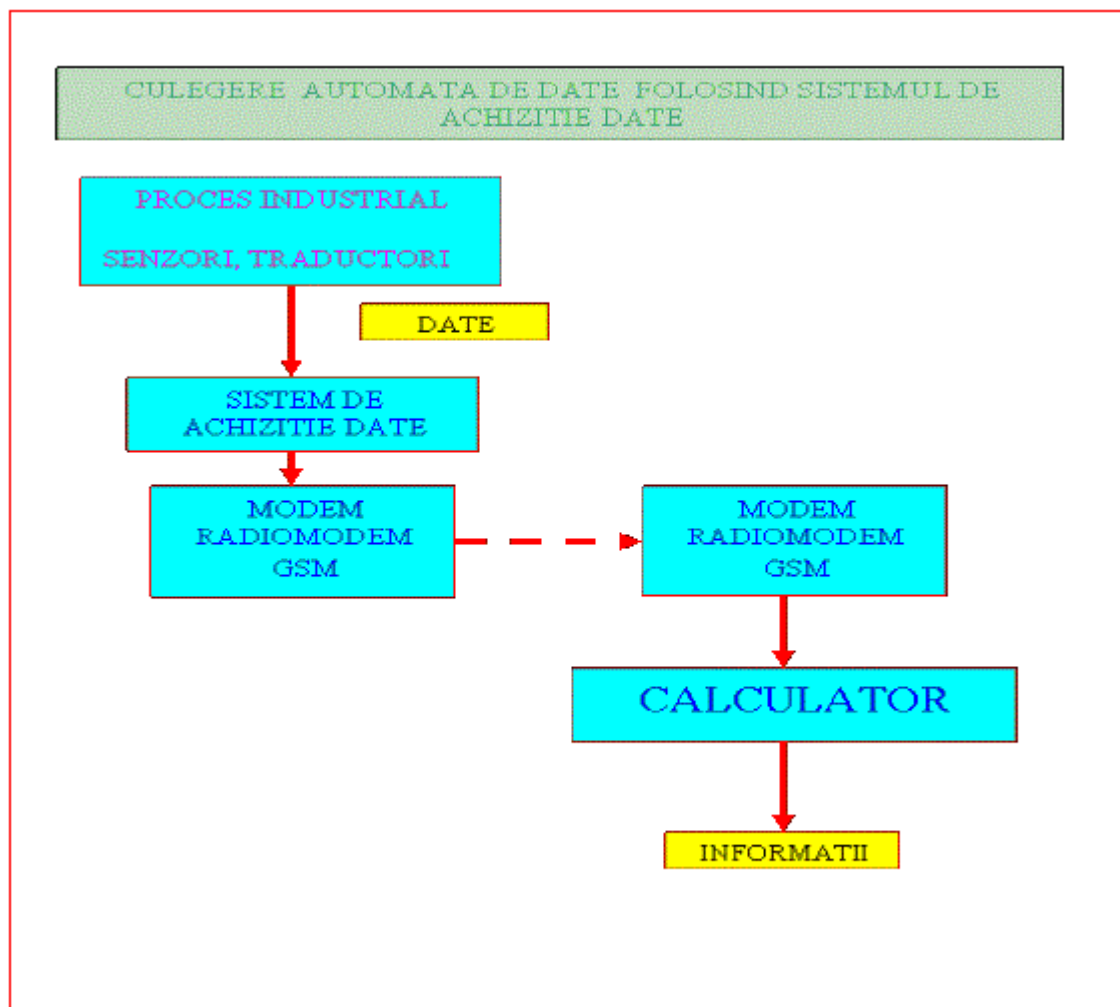 CULEGERE AUTOMATA DE DATE FOLOSIND SISTEMUL DE
ACHIZITIE DATE
PROCES INDUSTRIAL
SENZORI, TRADUCTORI
DATE
SISTEM DE
ACHIZITIE DATE
MODEM
RADIOMODEM
GSM
MODEM
RADIOMODEM
GSM
CALCULATOR
INFORMATII